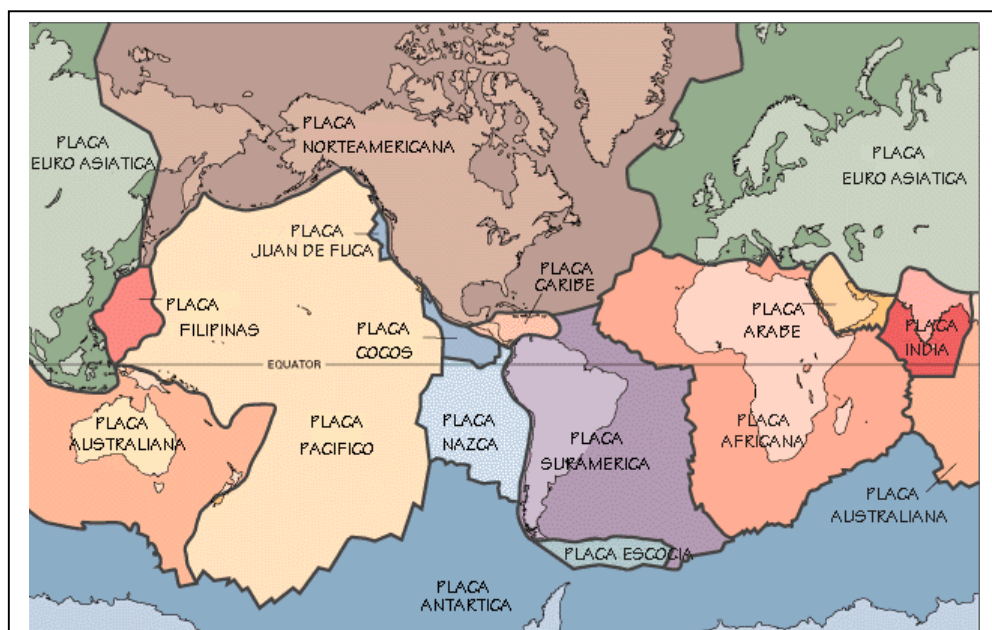 PLACA
EURO ASIATICA
PLACA
NORTEAMERICANA
PLACA
EURO ASIATICA
PLACA
JUAN DE FUCA
PLACA
CARIBE
PLACA
FILIPINAS
PLACA
COCOS
PLACA
ARABE
PLACA
INDIA
EQUATOR
PLACA
AUSTRALIANA
PLACA
PACIFICO
PLACA
NAZCA
PLACA
SURAMERICA
PLACA
AFRICANA
PLACA
AUSTRALIANA
PLACA ESCOCIA
PLACA
ANTARTICA